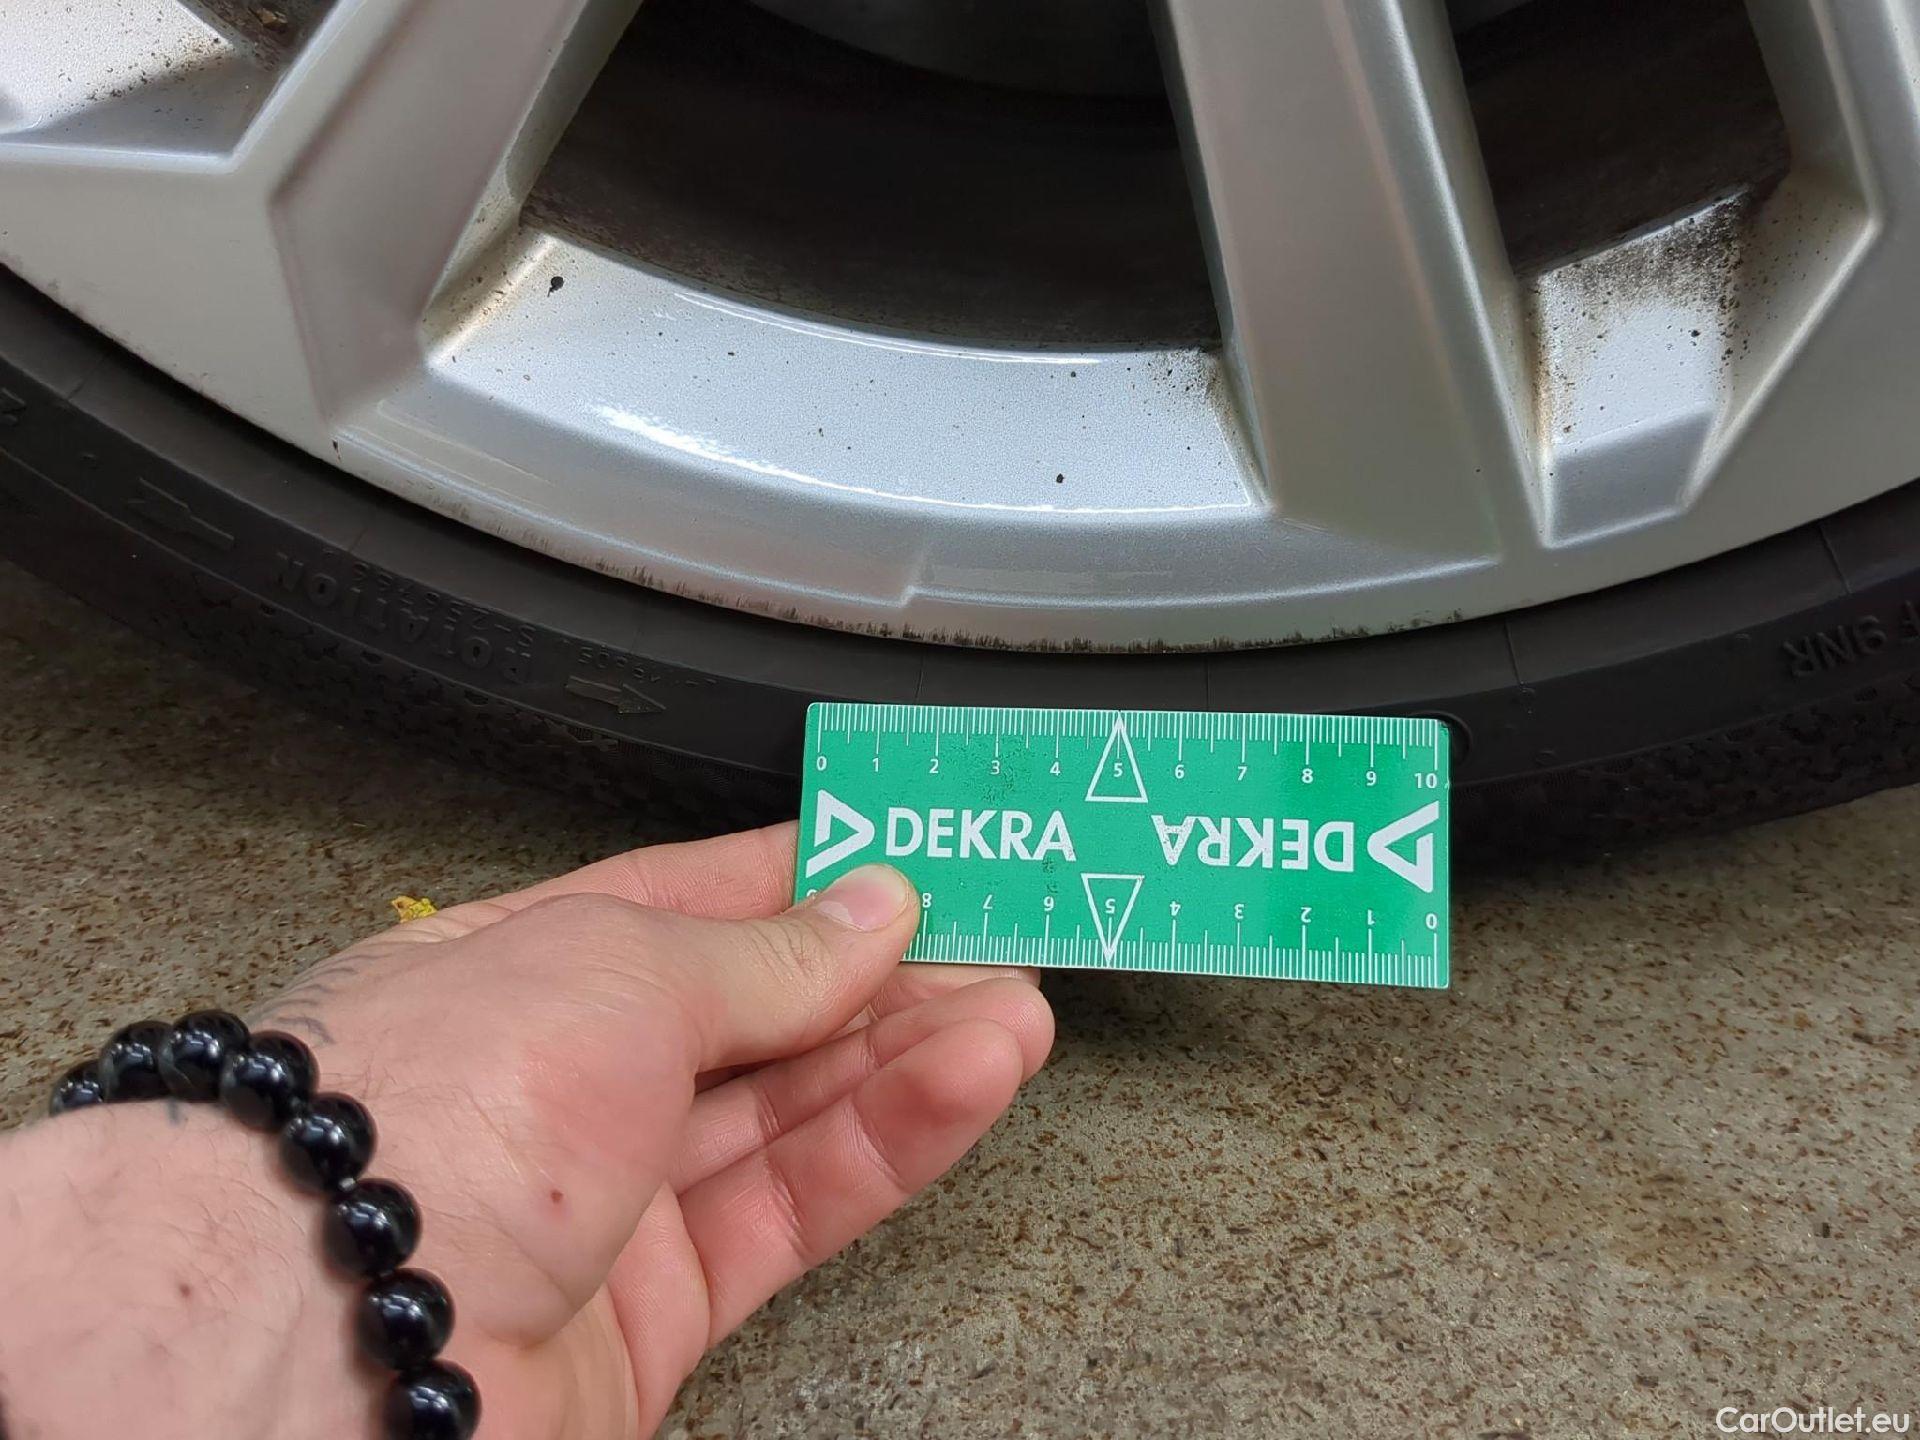 ROTATION
F 9NR
0 1 2 3 4 5 6 7 8 9 10
DEKRA DEKRA
8 7 6 5 4 3 2 1 0
CarOutlet.eu